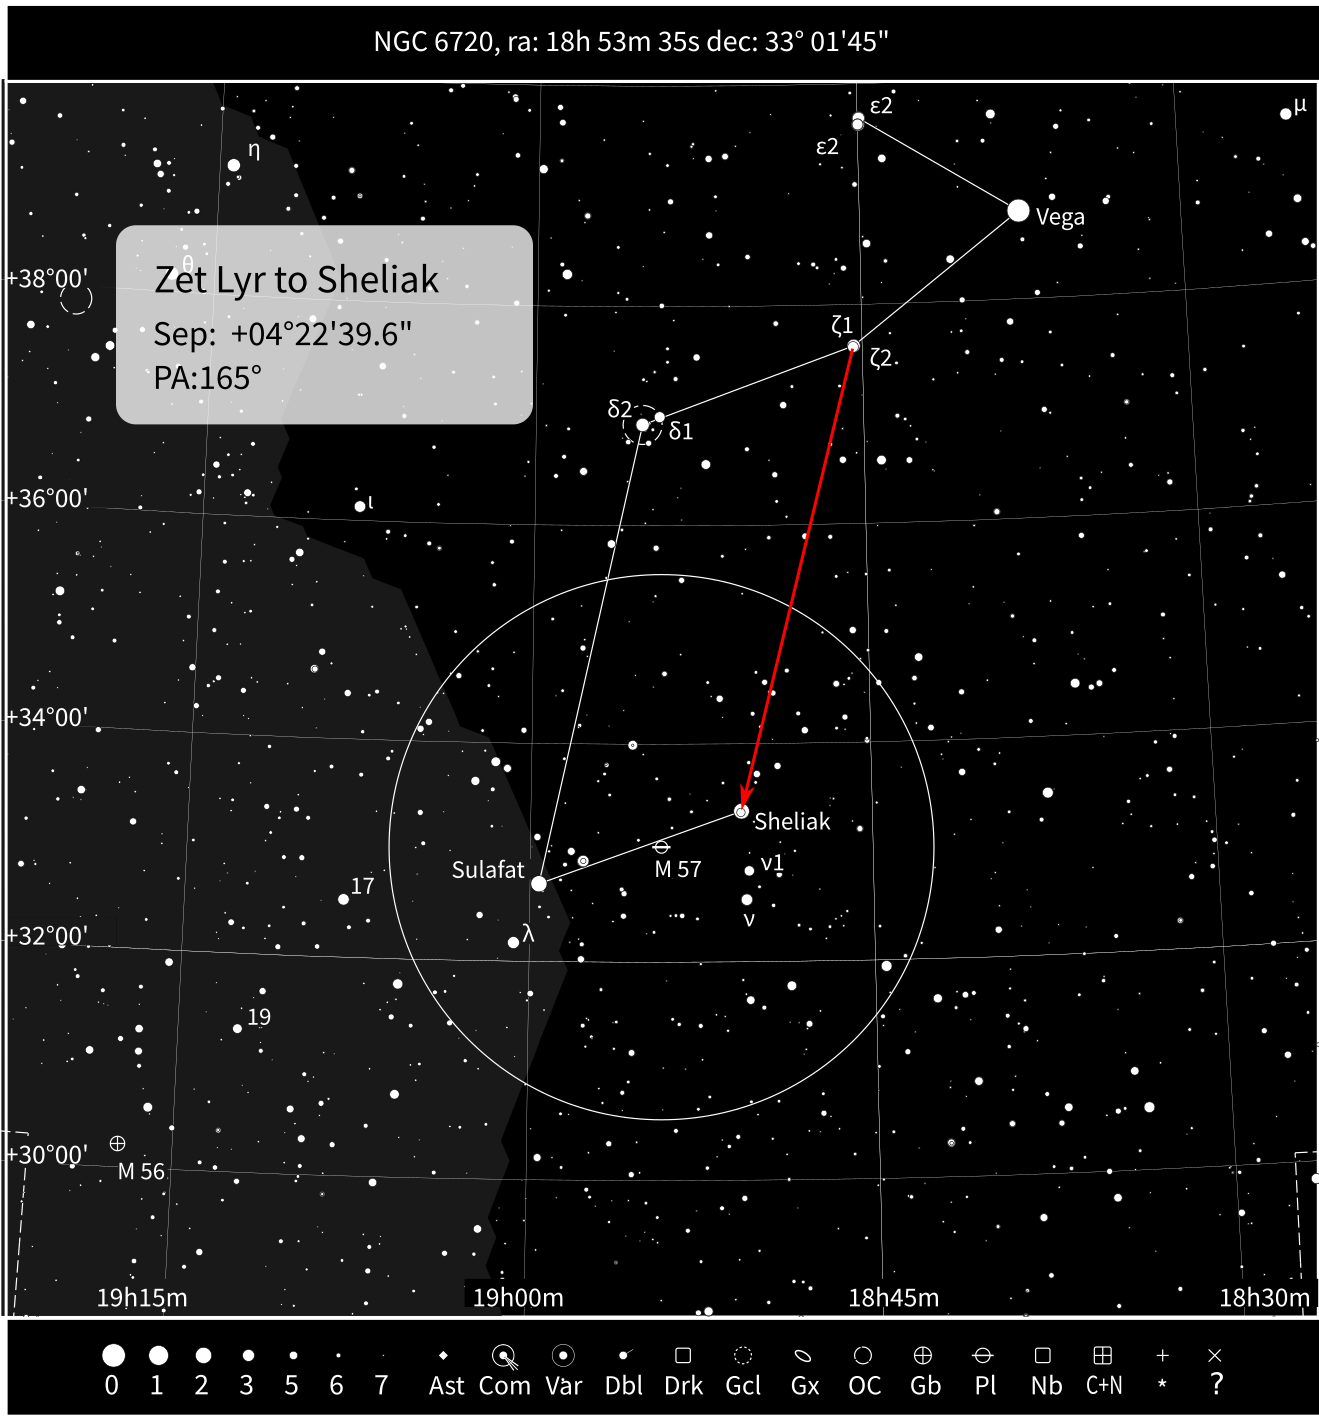 NGC 6720, ra: 18h 53m 35s dec: 33° 01'45"
ε2
μ
ε2
η
Vega
θ
+38°00'
Zet Lyr to Sheliak
Sep: +04°22'39.6"
PA:165°
ζ1
ζ2
δ2
δ1
+36°00'
ι
+34°00'
Sheliak
Sulafat
M 57
ν1
17
ν
+32°00'
λ
19
+30°00'
M 56
19h15m
19h00m
18h45m
18h30m
0 1 2 3 5 6 7 Ast Com Var Dbl Drk Gcl Gx OC Gb Pl Nb C+N * ?